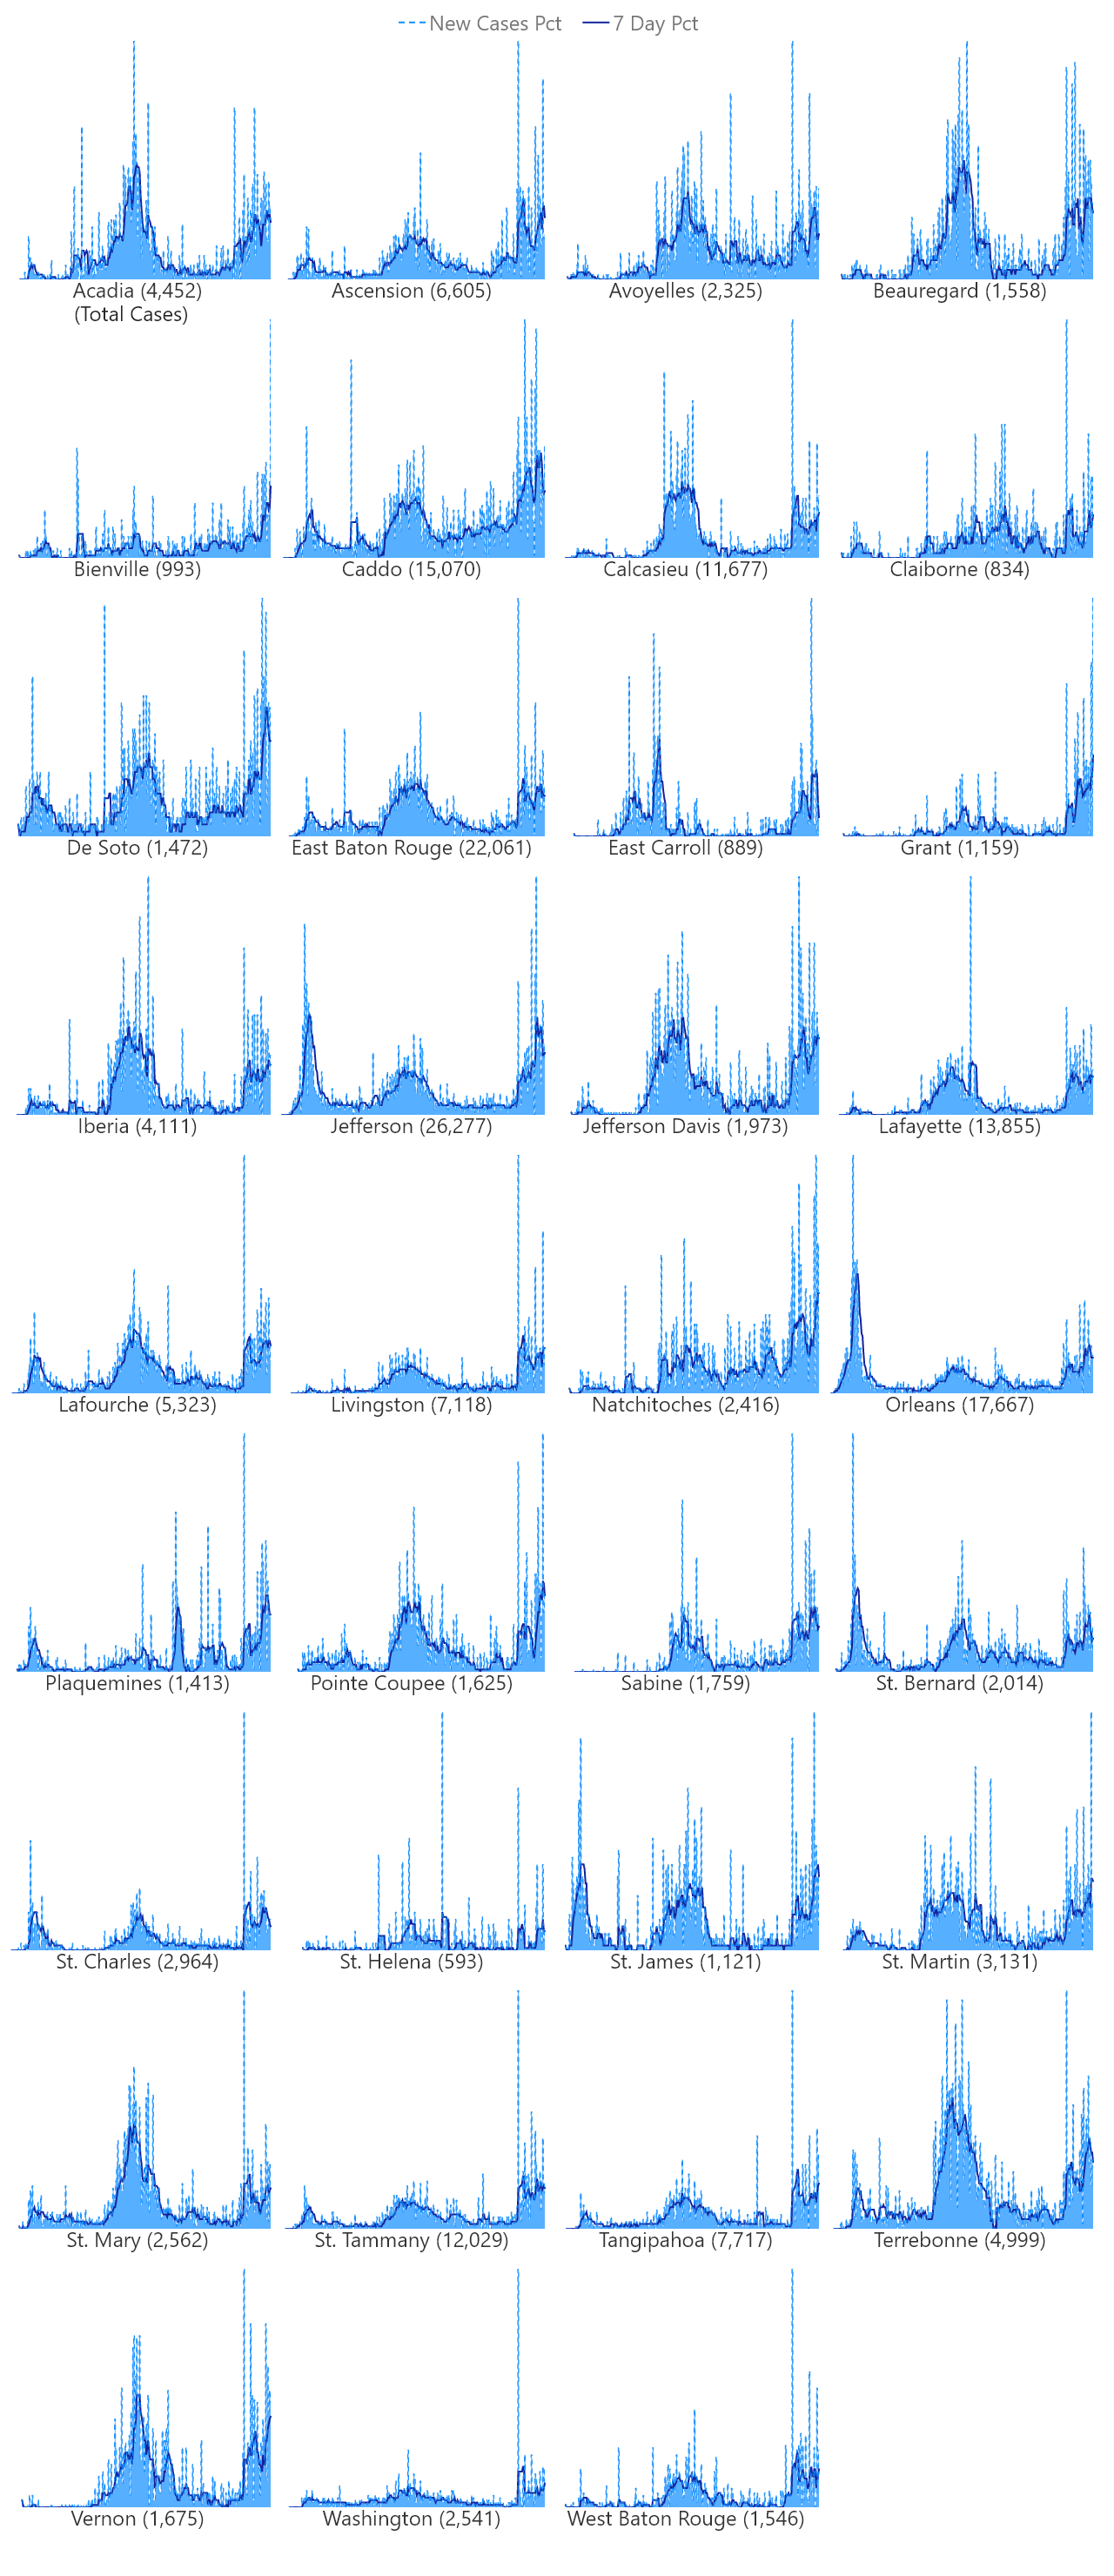 New Cases Pct 7 Day Pct
Acadia (4,452) Ascension (6,605) Avoyelles (2,325) Beauregard (1,558)
(Total Cases)
Bienville (993) Caddo (15,070) Calcasieu (11,677) Claiborne (834)
De Soto (1,472) East Baton Rouge (22,061) East Carroll (889) Grant (1,159)
Iberia (4,111) Jefferson (26,277) Jefferson Davis (1,973) Lafayette (13,855)
Lafourche (5,323) Livingston (7,118) Natchitoches (2,416) Orleans (17,667)
Plaquemines (1,413) Pointe Coupee (1,625) Sabine (1,759) St. Bernard (2,014)
St. Charles (2,964) St. Helena (593) St. James (1,121) St. Martin (3,131)
St. Mary (2,562) St. Tammany (12,029) Tangipahoa (7,717) Terrebonne (4,999)
Vernon (1,675) Washington (2,541) West Baton Rouge (1,546)